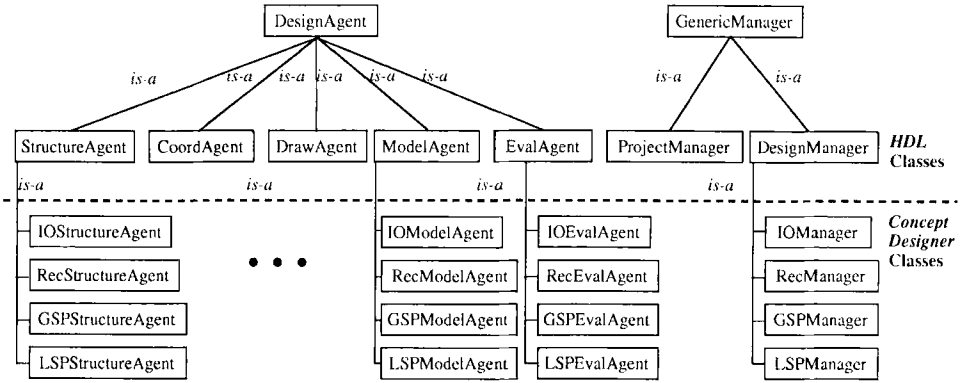 DesignAgent GenericManager
is-a is-a is-a is-a is-a is-a is-a is-a
StructureAgent CoordAgent DrawAgent ModelAgent EvalAgent ProjectManager DesignManager HDL
Classes
is-a is-a is-a is-a
IOStructureAgent IOModelAgent IOEvalAgent IOManager Concept
Designer
Classes
RecStructureAgent RecModelAgent RecEvalAgent RecManager
GSPStructureAgent GSPModelAgent GSPEvalAgent GSPManager
LSPStructureAgent LSPModelAgent LSPEvalAgent LSPManager